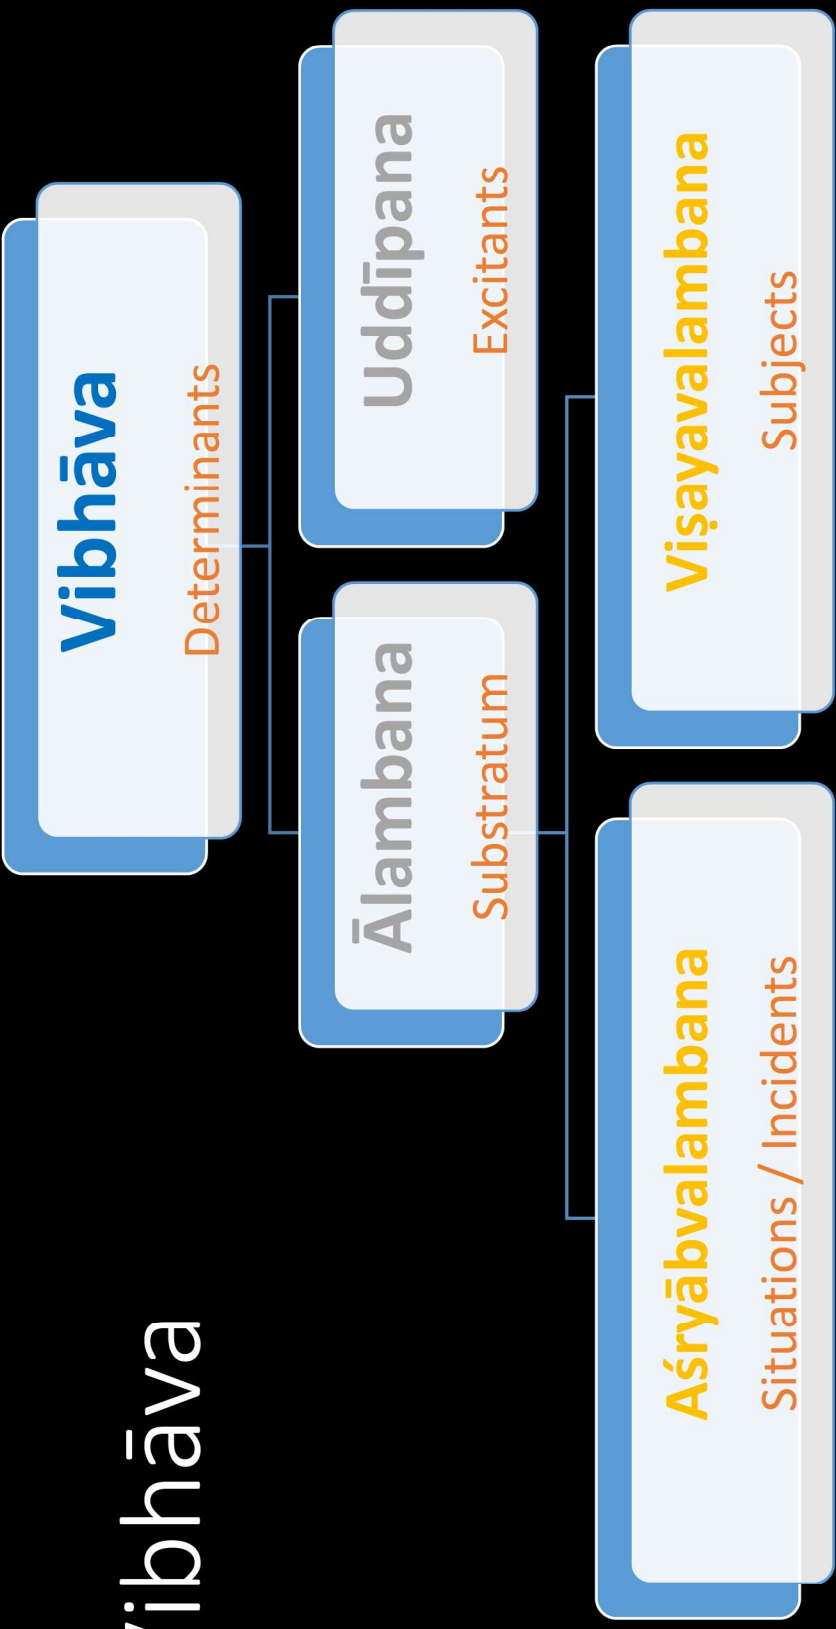 Vibhāva
Vibhāva
Determinants
Ālambana
Substratum
Uddīpana
Excitants
Aśryābvalambana
Situations / Incidents
Viṣayavalambana
Subjects